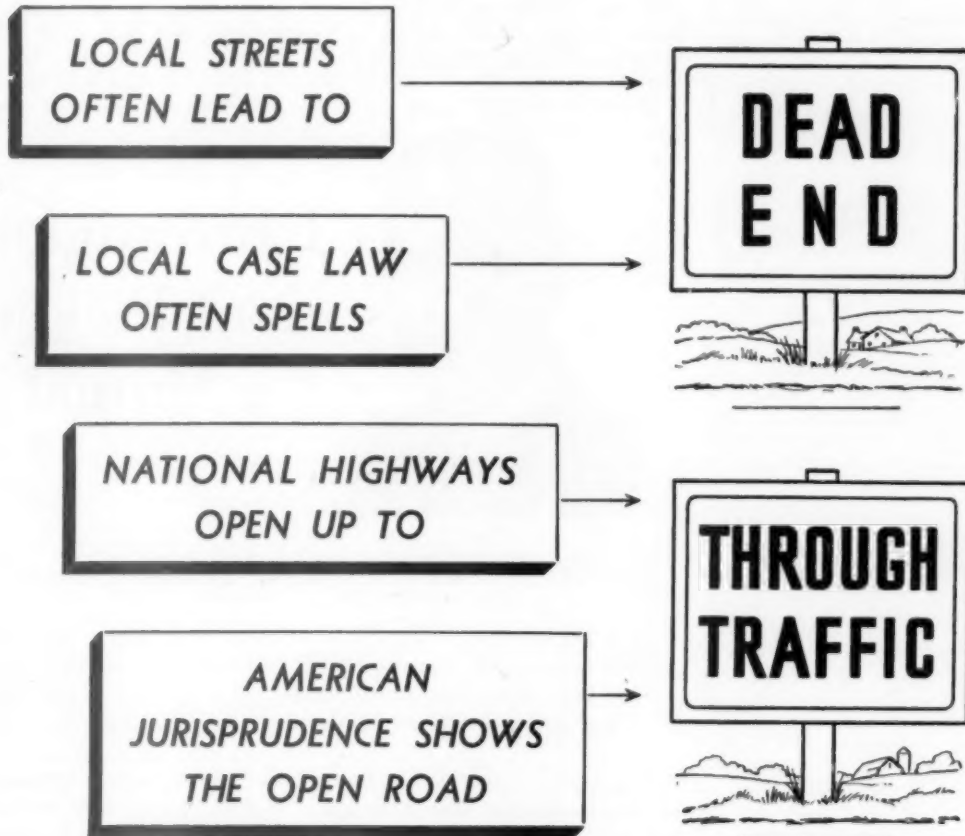 LOCAL STREETS
OFTEN LEAD TO
DEAD
END
LOCAL CASE LAW
OFTEN SPELLS
NATIONAL HIGHWAYS
OPEN UP TO
THROUGH
TRAFFIC
AMERICAN
JURISPRUDENCE SHOWS
THE OPEN ROAD